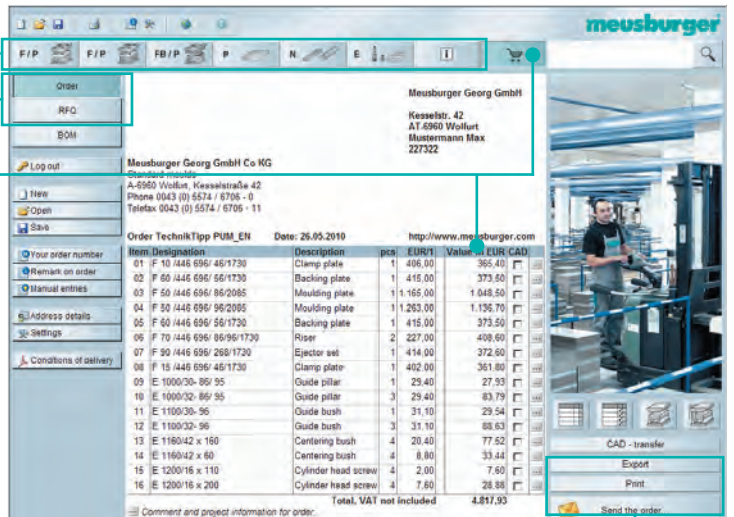 meusburger
F/P F/P FB/P P N E i
Order
RFQ
BOM
Log out
New
Open
Save
Your order number
Remark on order
Manual entries
Address details
Settings
Conditions of delivery
Meusburger Georg GmbH
Kesselstr. 42
AT-6960 Wolfurt
Mustermann Max
227322
Meusburger Georg GmbH Co KG
Standard moulds
A-6960 Wolfurt, Kesselstraße 42
Phone 0043 (0) 5574 / 6706 - 0
Telefax 0043 (0) 5574 / 6706 - 11
Order TechnikTipp PUM_EN Date: 26.05.2010 http://www.meusburger.com
Item Designation Description pcs EUR/1 Value in EUR CAD
01 F 10 /446 696/ 46/1730 Clamp plate 1 406,00 365,40
02 F 60 /446 696/ 56/1730 Backing plate 1 415,00 373,50
03 F 50 /446 696/ 86/2085 Moulding plate 1 1.165,00 1.048,50
04 F 50 /446 696/ 96/2085 Moulding plate 1 1.263,00 1.136,70
05 F 60 /446 696/ 56/1730 Backing plate 1 415,00 373,50
06 F 70 /446 696/ 86/96/1730 Riser 2 227,00 408,60
07 F 90 /446 696/ 268/1730 Ejector set 1 414,00 372,60
08 F 15 /446 696/ 46/1730 Clamp plate 1 402,00 361,80
09 E 1000/30- 86/ 95 Guide pillar 1 29,40 27,93
10 E 1000/32- 86/ 95 Guide pillar 3 29,40 83,79
11 E 1100/30- 96 Guide bush 1 31,10 29,54
12 E 1100/32- 96 Guide bush 3 31,10 88,63
13 E 1160/42 x 160 Centering bush 4 20,40 77,52
14 E 1160/42 x 60 Centering bush 4 8,80 33,44
15 E 1200/16 x 110 Cylinder head screw 4 2,00 7,60
16 E 1200/16 x 200 Cylinder head screw 4 7,60 28,88
Total, VAT not included 4.817,93
Comment and project information for order.
CAD - transfer
Export
Print
Send the order...